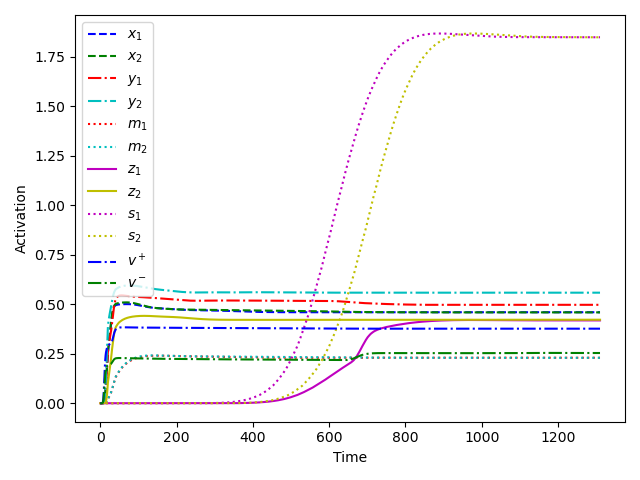 x₁
x₂
y₁
y₂
m₁
m₂
z₁
z₂
s₁
s₂
v⁺
v⁻
1.75
1.50
1.25
1.00
0.75
0.50
0.25
0.00
Activation
0 200 400 600 800 1000 1200
Time